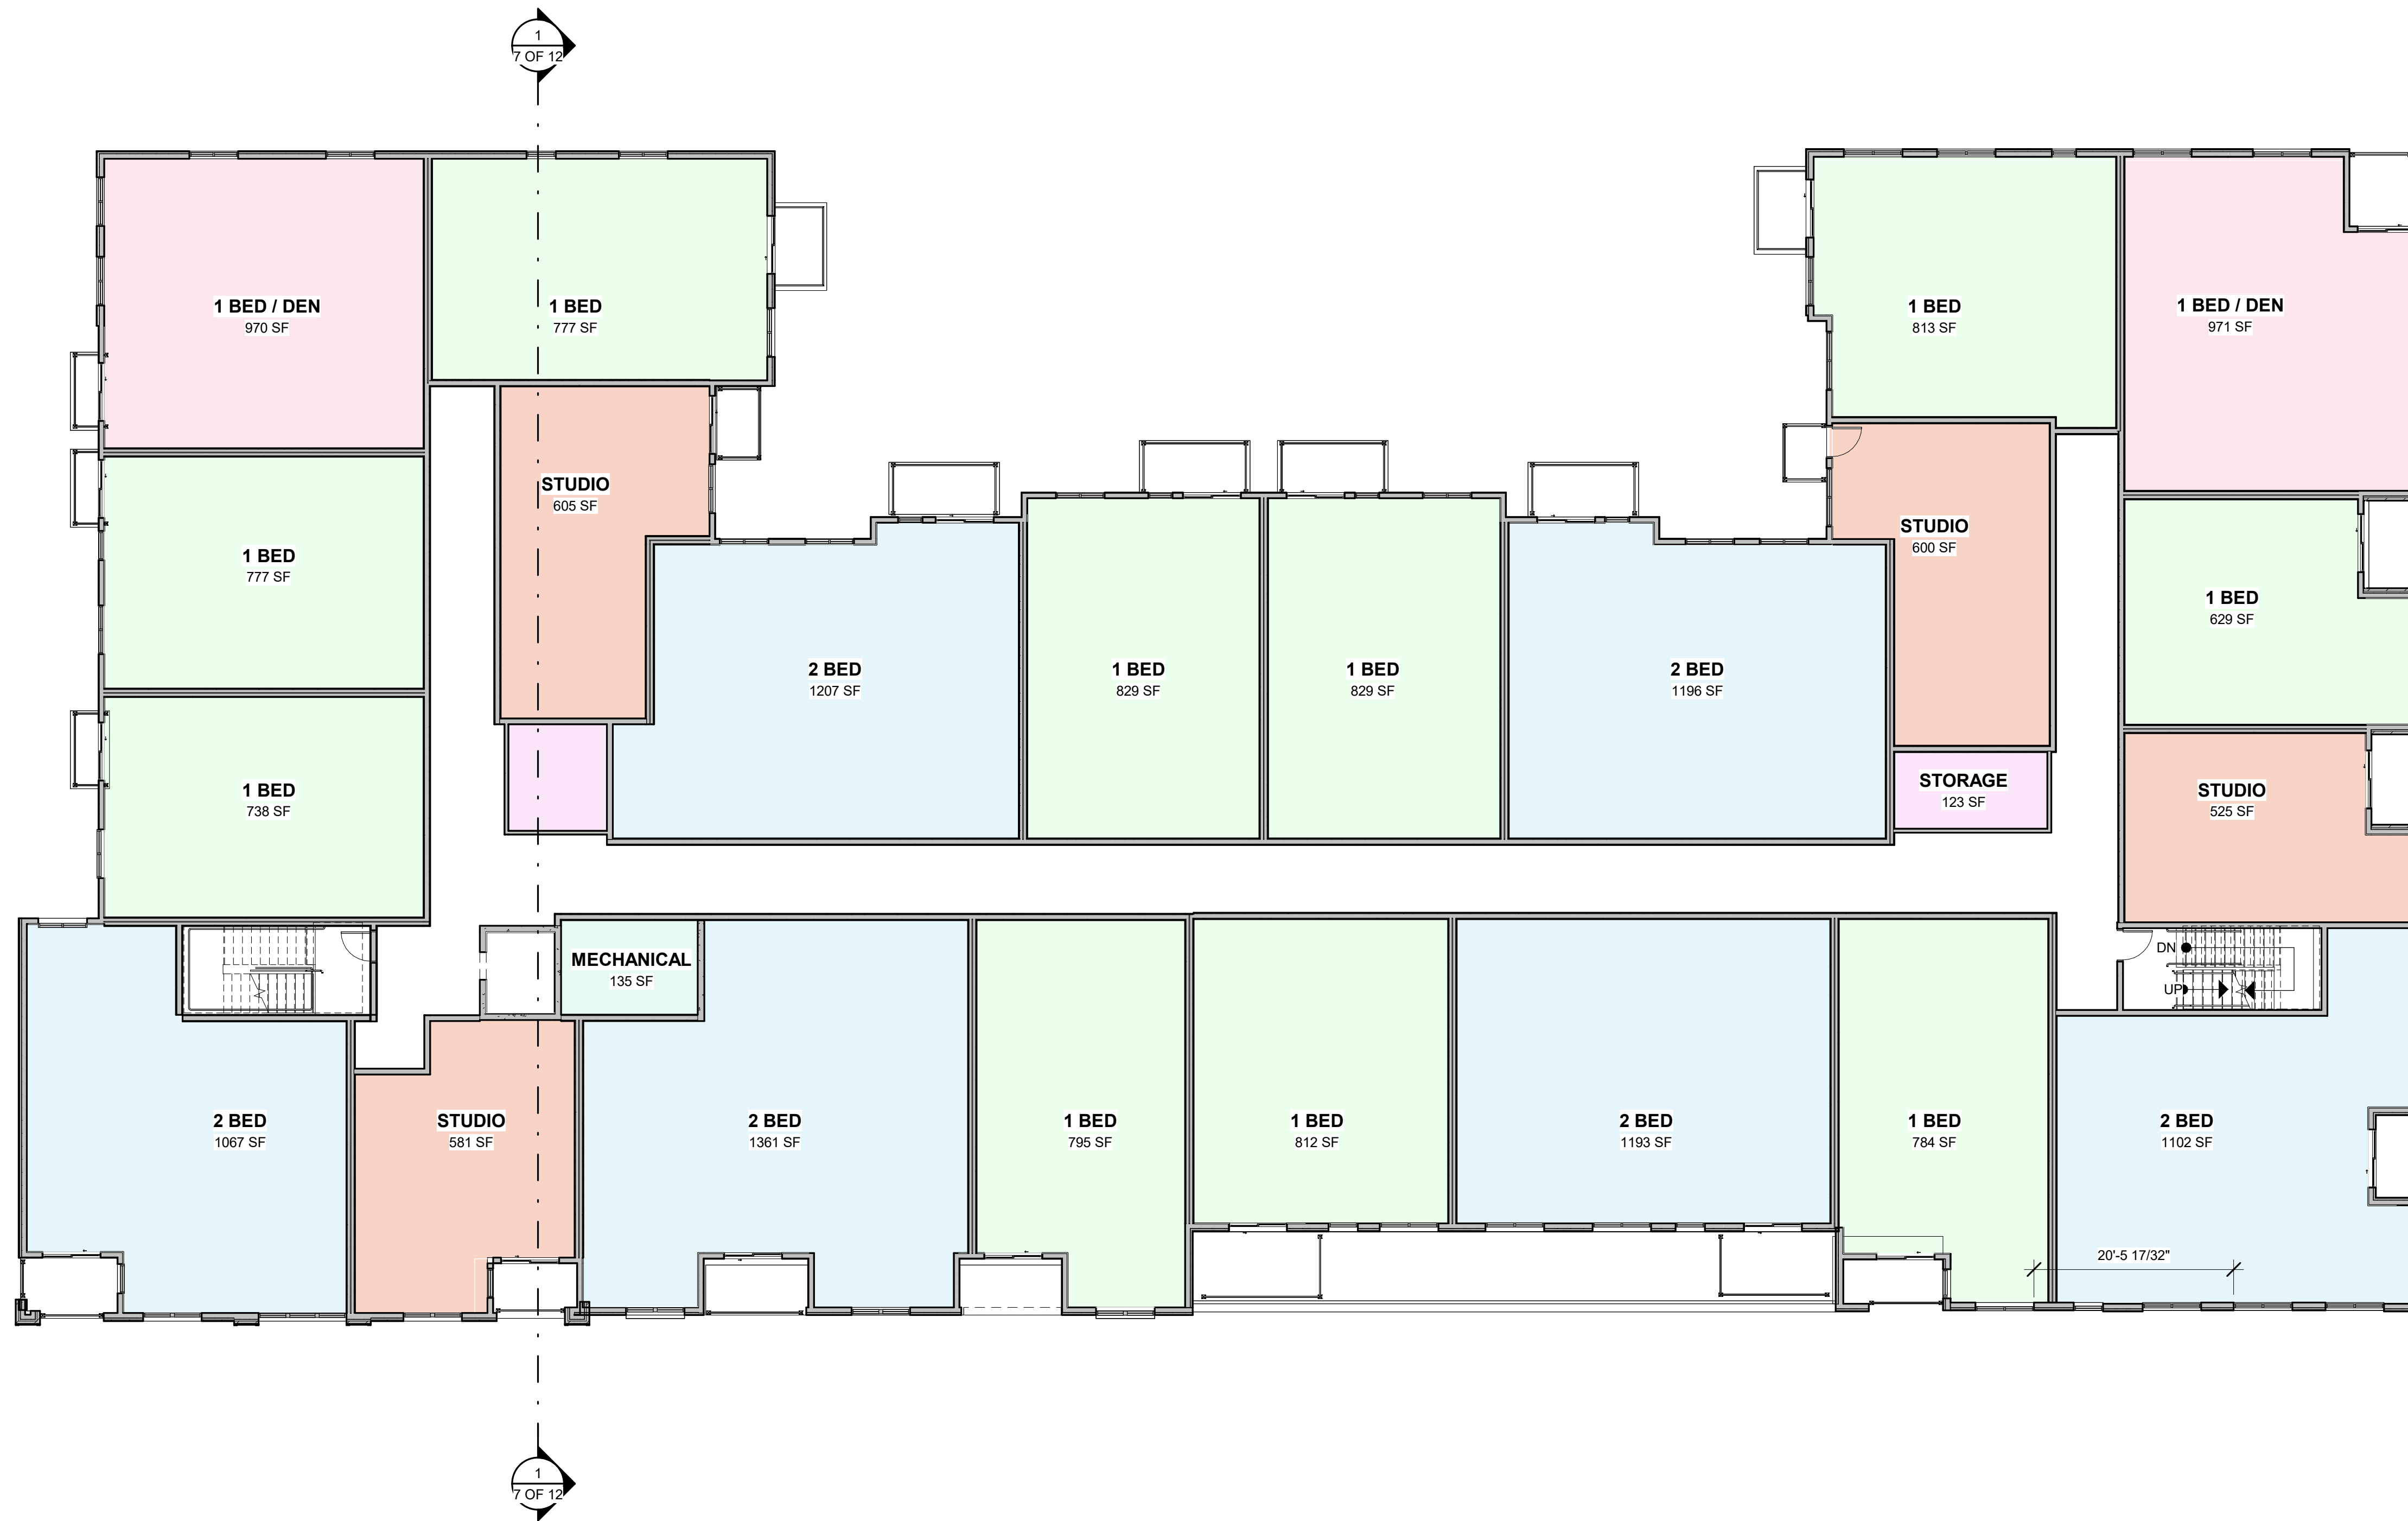 1
7 OF 12
1 BED / DEN
970 SF
1 BED
777 SF
1 BED
813 SF
1 BED / DEN
971 SF
STUDIO
605 SF
STUDIO
600 SF
1 BED
777 SF
1 BED
629 SF
2 BED
1207 SF
1 BED
829 SF
1 BED
829 SF
2 BED
1196 SF
1 BED
738 SF
STORAGE
123 SF
STUDIO
525 SF
MECHANICAL
135 SF
DN
UP
2 BED
1067 SF
STUDIO
581 SF
2 BED
1361 SF
1 BED
795 SF
1 BED
812 SF
2 BED
1193 SF
1 BED
784 SF
2 BED
1102 SF
20'-5 17/32"
1
7 OF 12